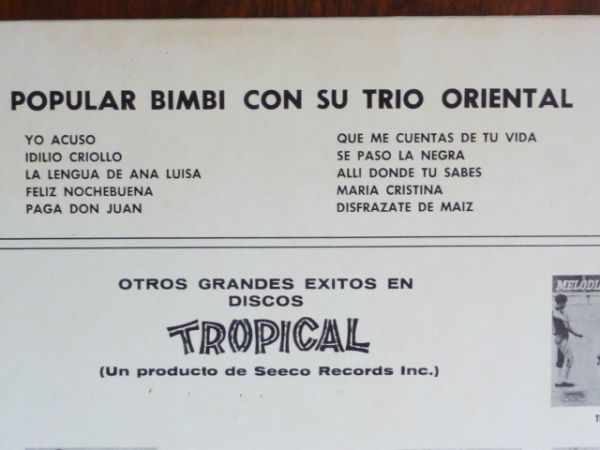 POPULAR BIMBI CON SU TRIO ORIENTAL
YO ACUSO
IDILIO CRIOLLO
LA LENGUA DE ANA LUISA
FELIZ NOCHEBUENA
PAGA DON JUAN
QUE ME CUENTAS DE TU VIDA
SE PASO LA NEGRA
ALLI DONDE TU SABES
MARIA CRISTINA
DISFRAZATE DE MAIZ
OTROS GRANDES EXITOS EN
DISCOS
TROPICAL
(Un producto de Seeco Records Inc.)